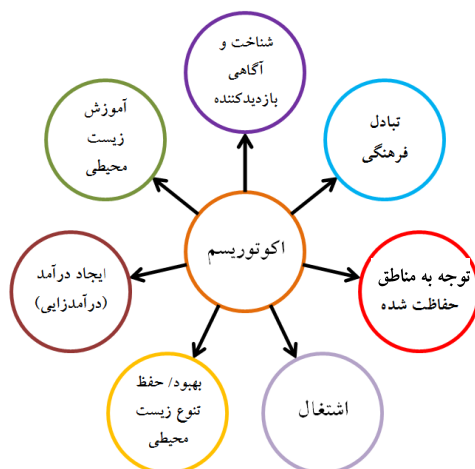 شناخت و
آگاهی
بازدیدکننده
تبادل
فرهنگی
توجه به مناطق
حفاظت شده
اشتغال
بهبود/ حفظ
تنوع زیست
محیطی
ایجاد درآمد
(درآمدزایی)
آموزش
زیست
محیطی
اکوتوریسم